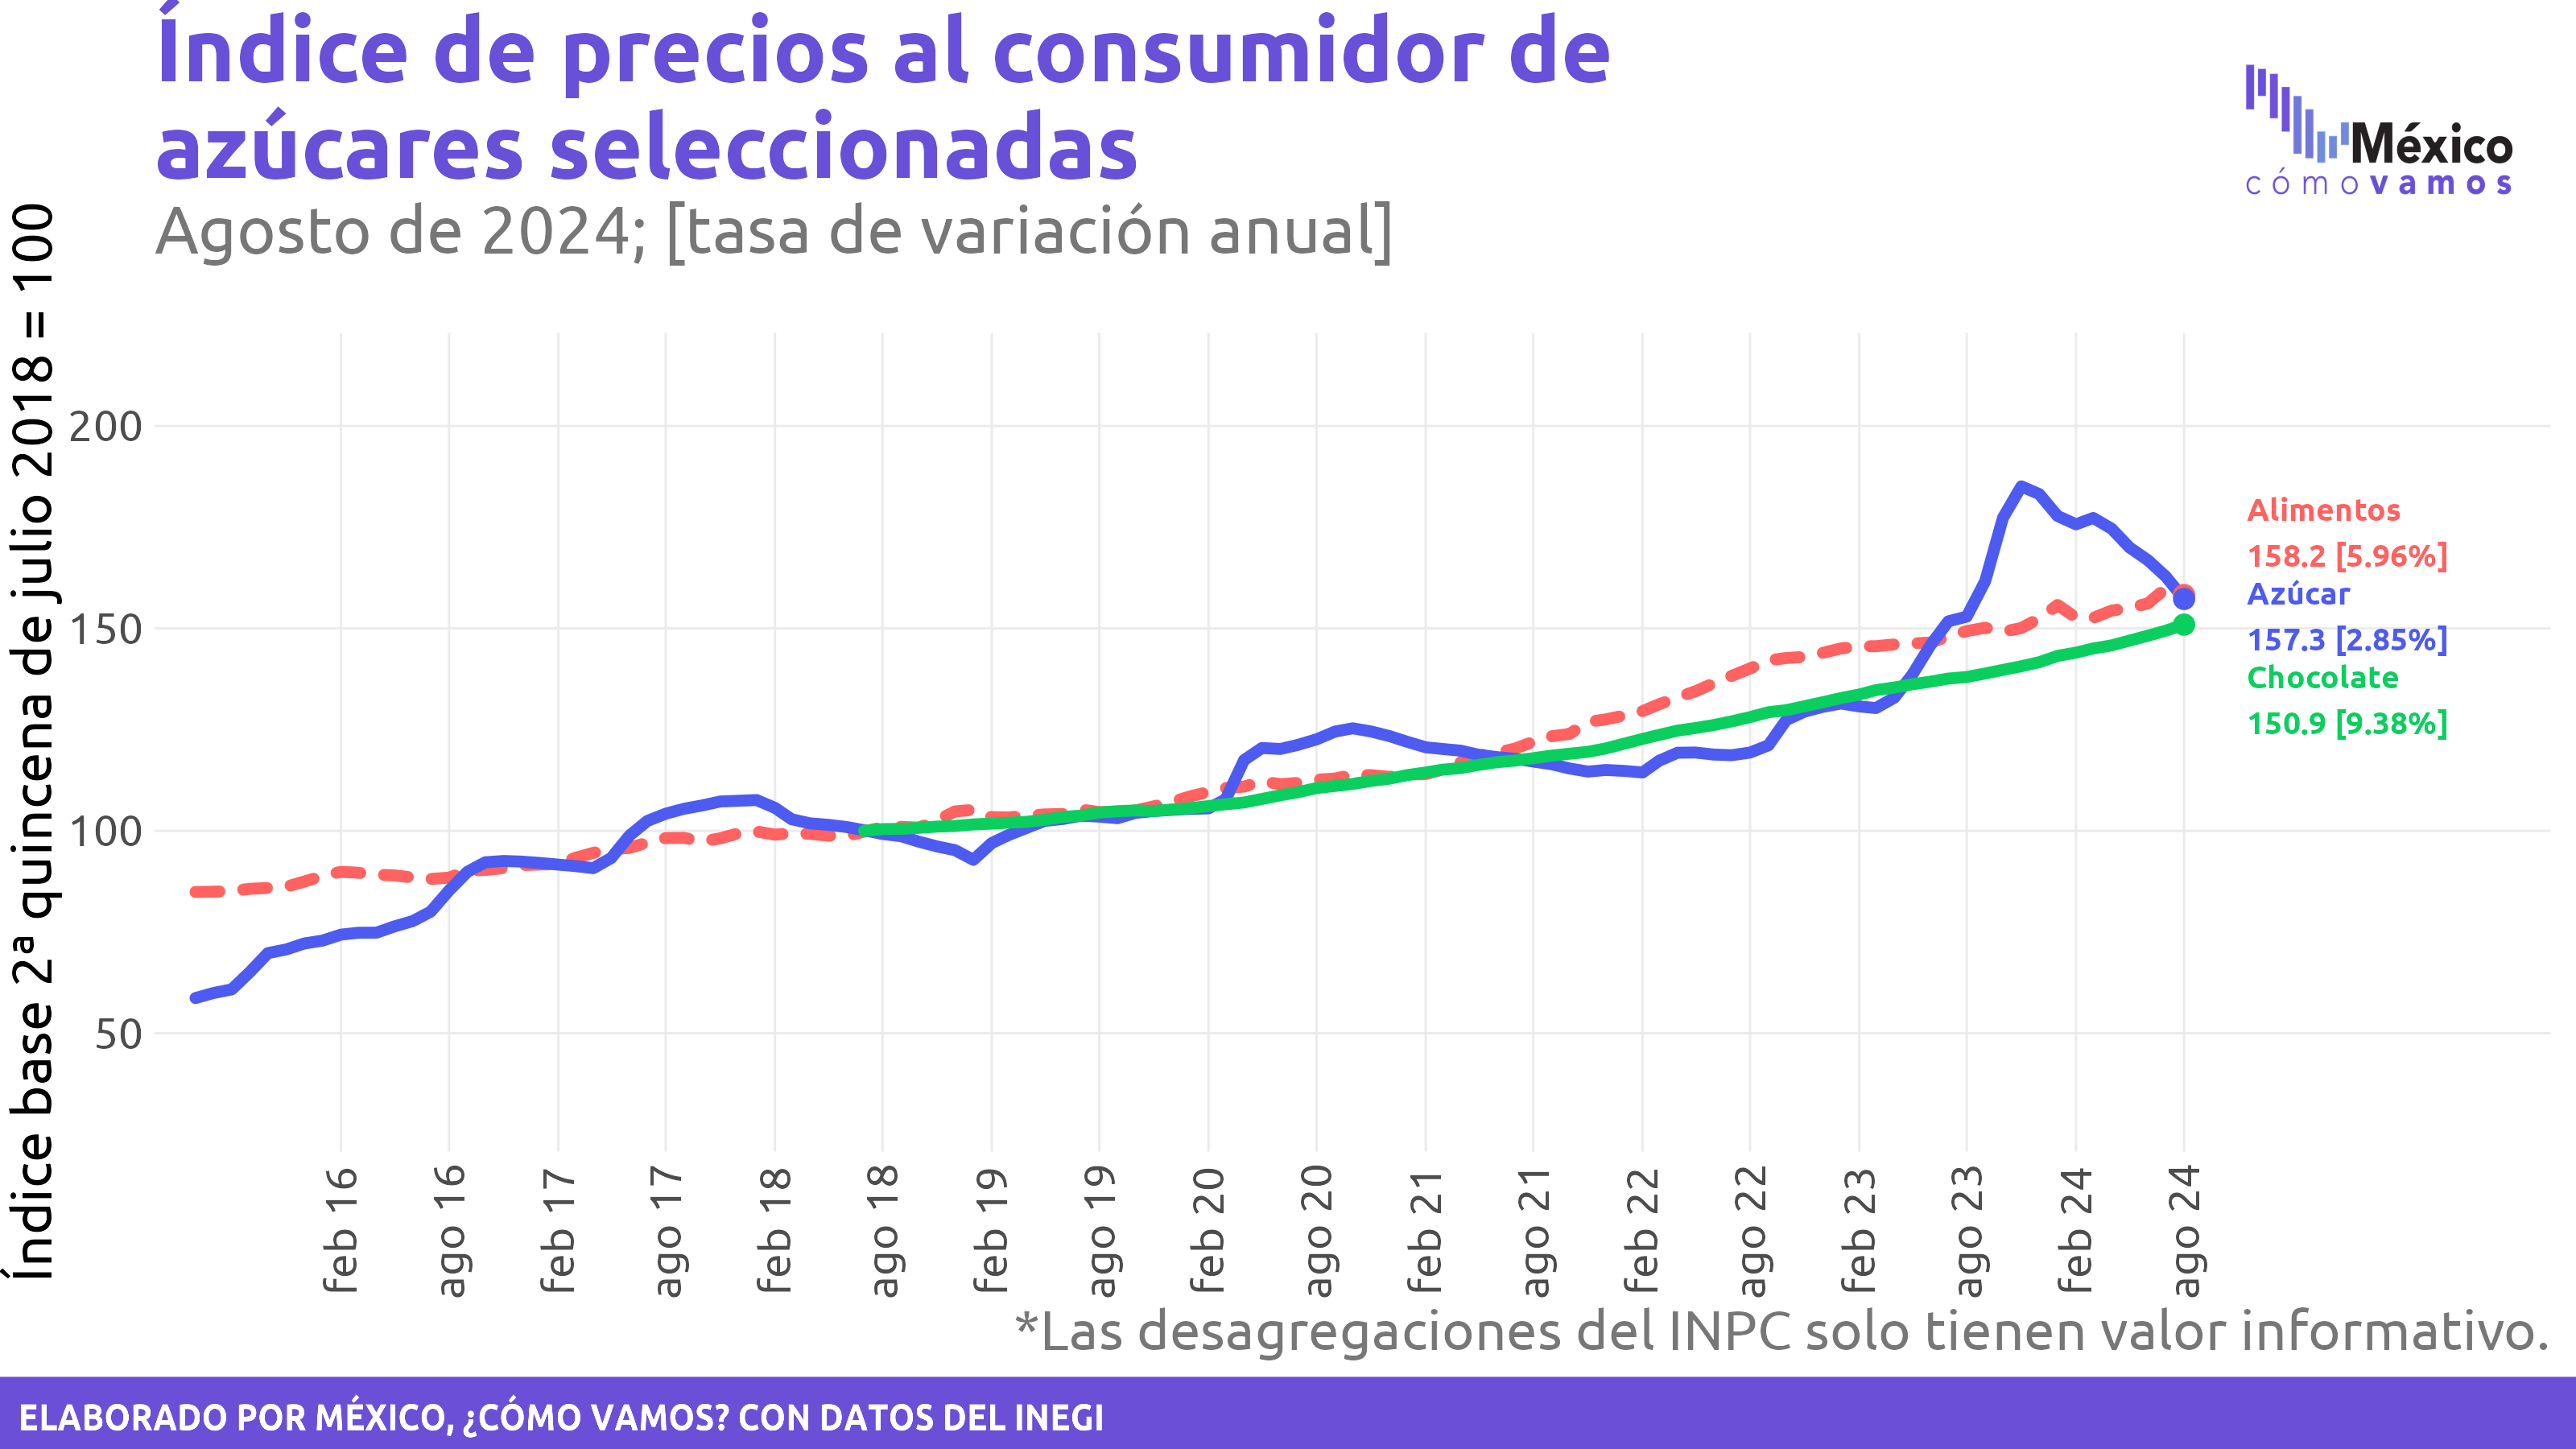 Índice de precios al consumidor de
azúcares seleccionadas
Agosto de 2024; [tasa de variación anual]
México
cómo vamos
Índice base 2ª quincena de julio 2018 = 100
200
150
100
50
Alimentos
158.2 [5.96%]
Azúcar
157.3 [2.85%]
Chocolate
150.9 [9.38%]
feb 16
ago 16
feb 17
ago 17
feb 18
ago 18
feb 19
ago 19
feb 20
ago 20
feb 21
ago 21
feb 22
ago 22
feb 23
ago 23
feb 24
ago 24
*Las desagregaciones del INPC solo tienen valor informativo.
ELABORADO POR MÉXICO, ¿CÓMO VAMOS? CON DATOS DEL INEGI